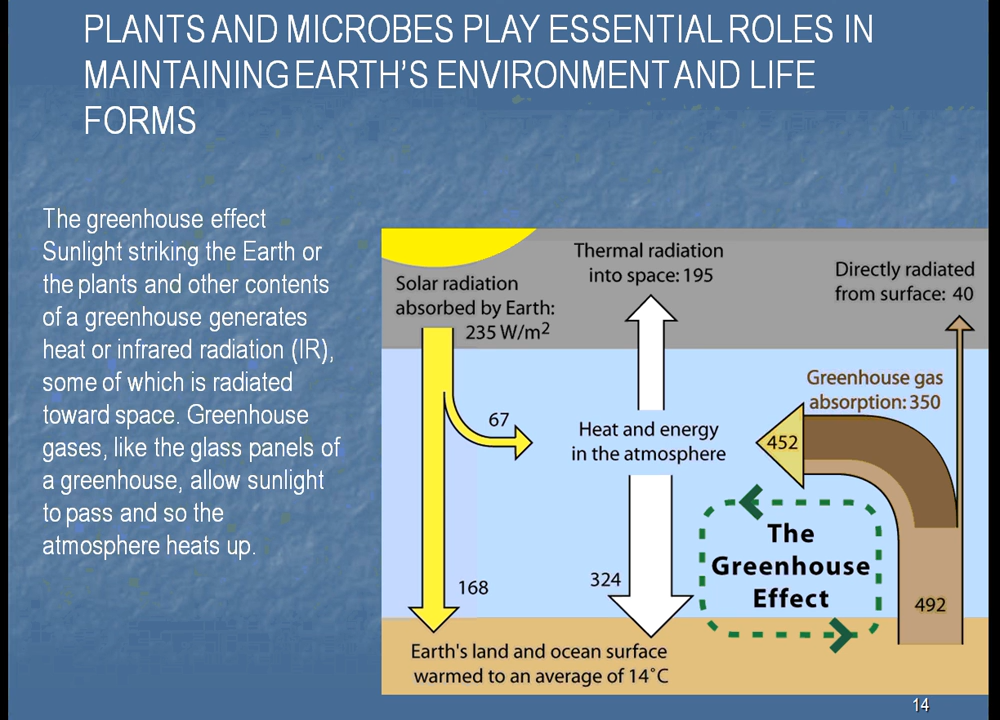 PLANTS AND MICROBES PLAY ESSENTIAL ROLES IN
MAINTAINING EARTH'S ENVIRONMENT AND LIFE
FORMS
The greenhouse effect
Sunlight striking the Earth or
the plants and other contents
of a greenhouse generates
heat or infrared radiation (IR),
some of which is radiated
toward space. Greenhouse
gases, like the glass panels of
a greenhouse, allow sunlight
to pass and so the
atmosphere heats up.
Solar radiation
absorbed by Earth:
235 W/m²
Thermal radiation
into space: 195
Directly radiated
from surface: 40
Greenhouse gas
absorption: 350
67
Heat and energy
in the atmosphere
452
The
Greenhouse
Effect
168
324
492
Earth's land and ocean surface
warmed to an average of 14˚C
14